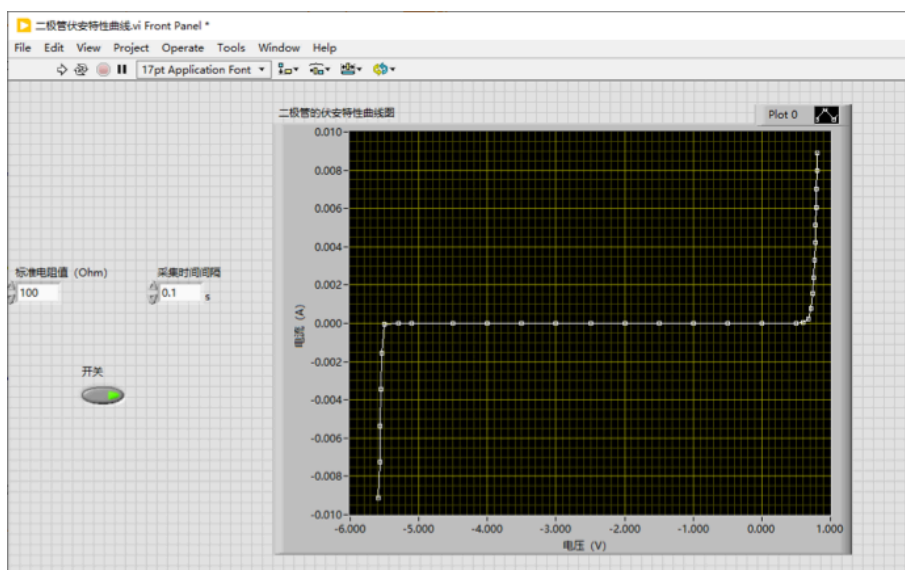 二极管伏安特性曲线.vi Front Panel *
File Edit View Project Operate Tools Window Help
17pt Application Font
二极管的伏安特性曲线图
Plot 0
0.010
0.008
0.006
0.004
0.002
0.000
-0.002
-0.004
-0.006
-0.008
-0.010
电流 (A)
-6.000 -5.000 -4.000 -3.000 -2.000 -1.000 0.000 1.000
电压 (V)
标准电阻值 (Ohm)
100
采集时间间隔
0.1 s
开关